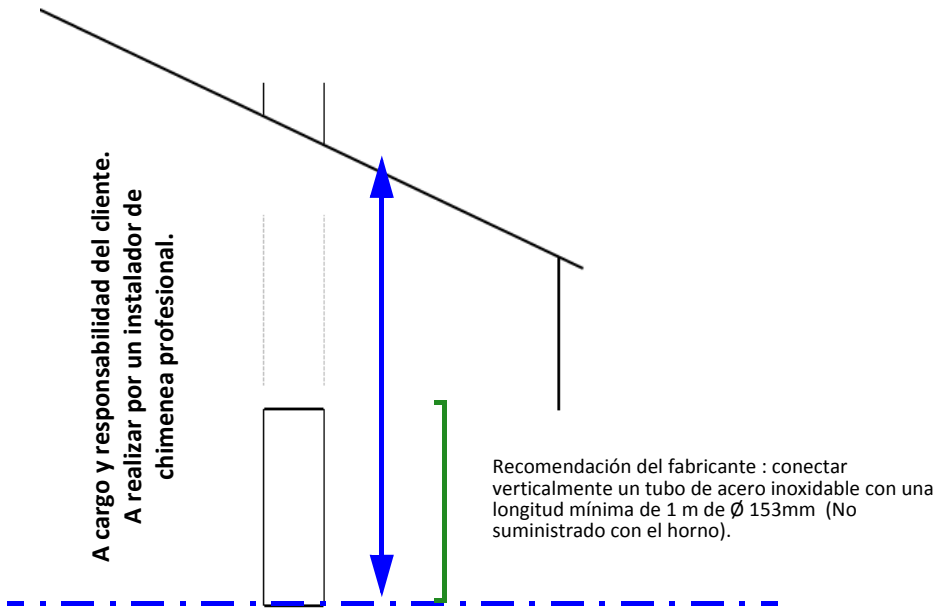 A cargo y responsabilidad del cliente.
A realizar por un instalador de
chimenea profesional.
Recomendación del fabricante : conectar
verticalmente un tubo de acero inoxidable con una
longitud mínima de 1 m de Ø 153mm (No
suministrado con el horno).